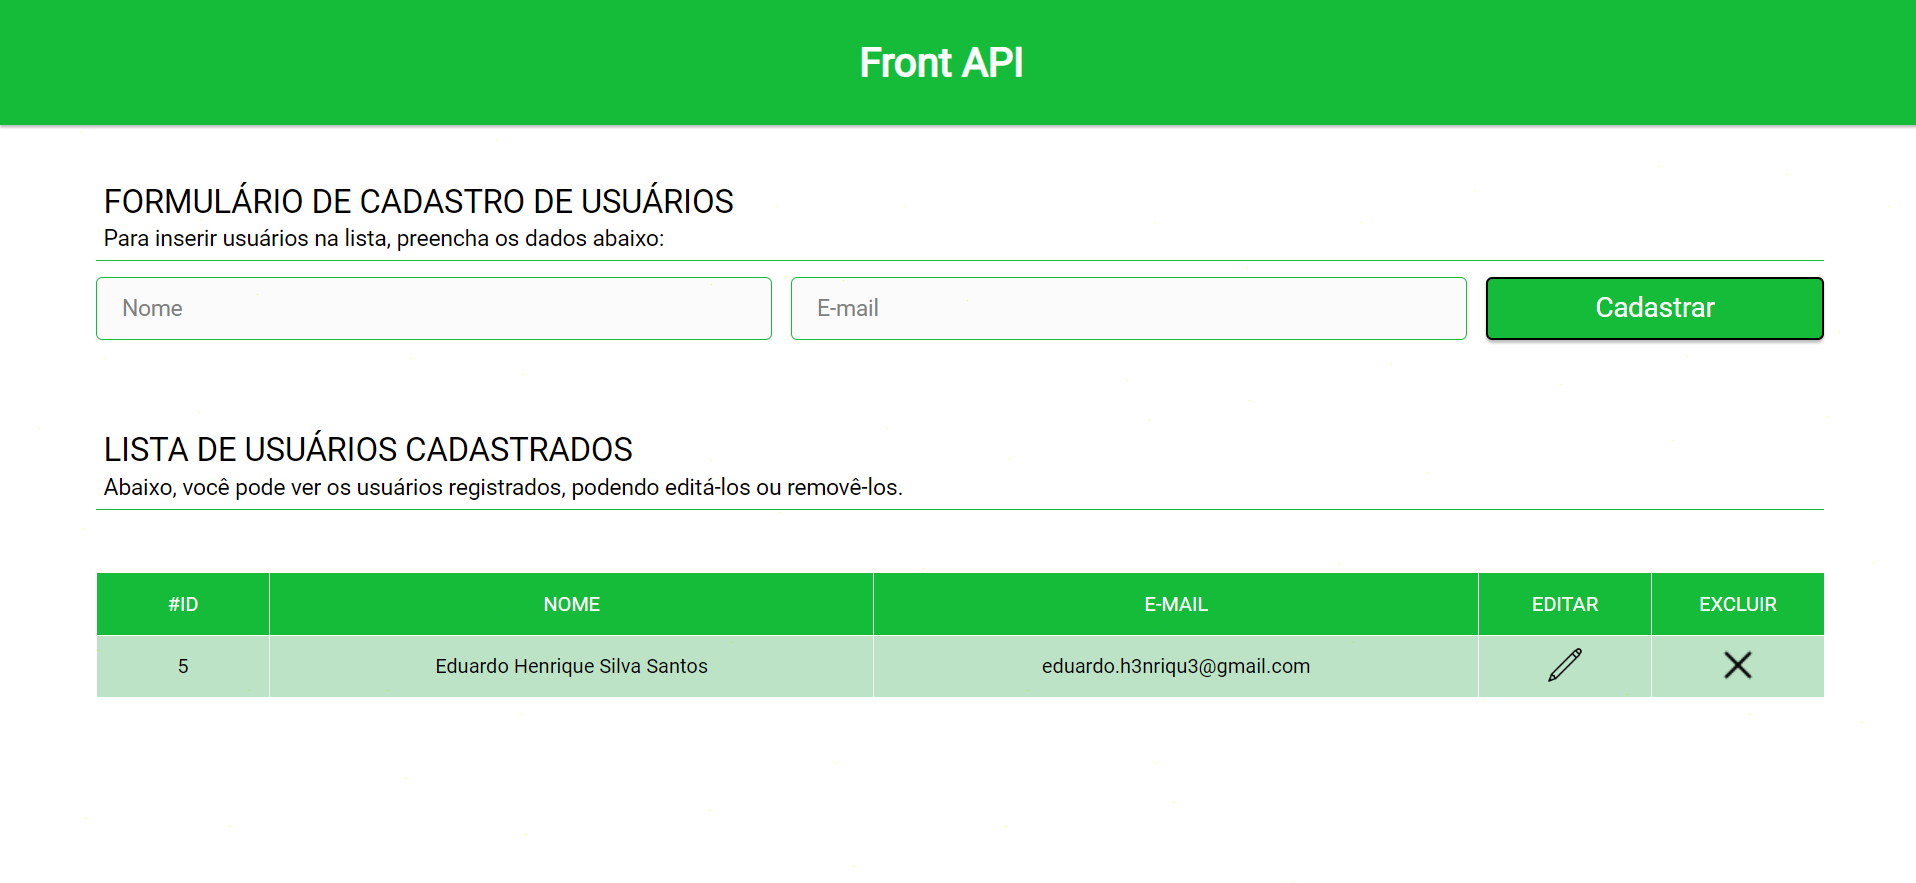 Front API
FORMULÁRIO DE CADASTRO DE USUÁRIOS
Para inserir usuários na lista, preencha os dados abaixo:
Nome E-mail Cadastrar
LISTA DE USUÁRIOS CADASTRADOS
Abaixo, você pode ver os usuários registrados, podendo editá-los ou removê-los.
#ID NOME E-MAIL EDITAR EXCLUIR
5 Eduardo Henrique Silva Santos eduardo.h3nriqu3@gmail.com